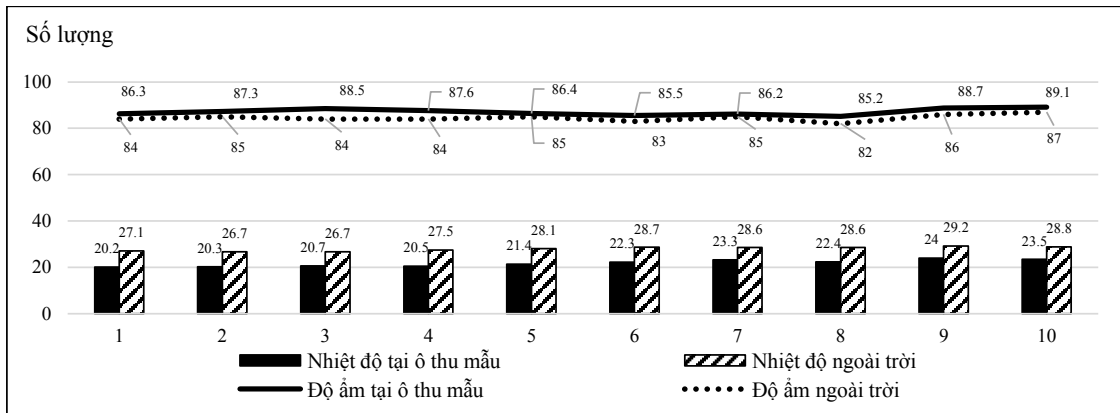 Số lượng
100
86.3 87.3 88.5 87.6 86.4 85.5 86.2 85.2 88.7 89.1
80
84 85 84 84 85 83 85 82 86 87
60
40
27.1 26.7 26.7 27.5 28.1 28.7 28.6 28.6 29.2 28.8
20.2 20.3 20.7 20.5 21.4 22.3 23.3 22.4 24 23.5
20
0
1 2 3 4 5 6 7 8 9 10
Nhiệt độ tại ô thu mẫu Nhiệt độ ngoài trời
Độ ẩm tại ô thu mẫu Độ ẩm ngoài trời